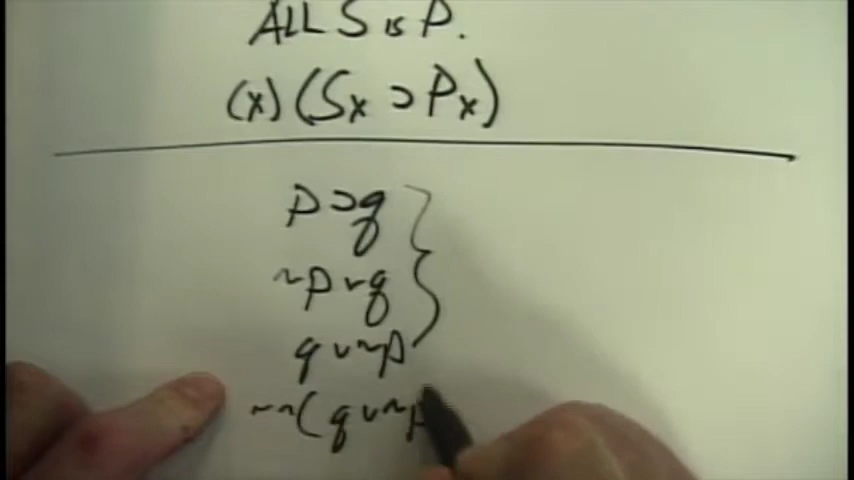 ALL S is P.
(x) (Sx ⊃ Px)
p ⊃ q
~p v q
q v ~p
~~(q v ~p